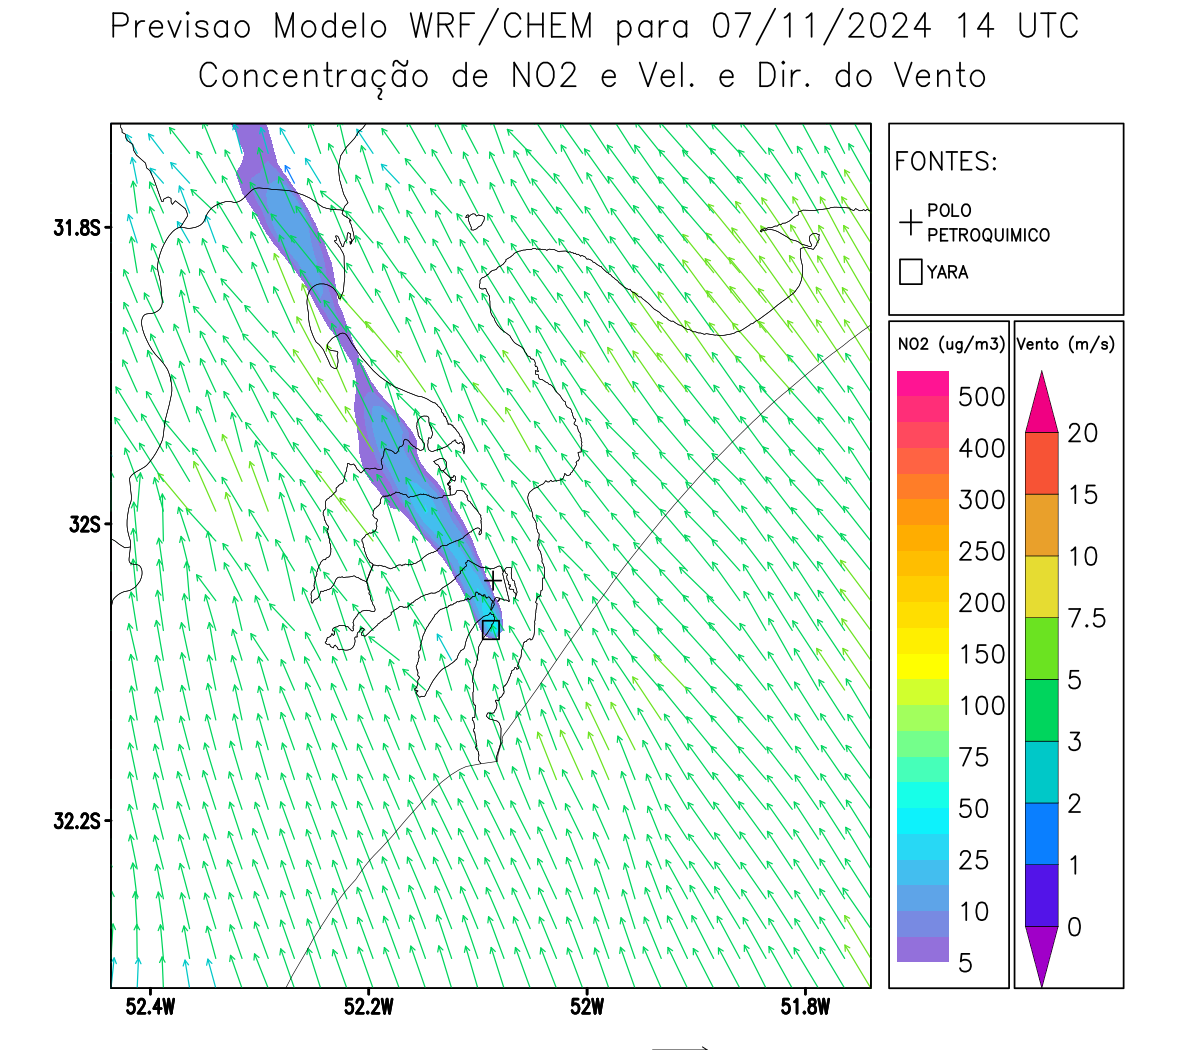 Previsao Modelo WRF/CHEM para 07/11/2024 14 UTC
Concentração de NO2 e Vel. e Dir. do Vento
FONTES:
POLO
PETROQUIMICO
YARA
NO2 (ug/m3)
500
400
300
250
200
150
100
75
50
25
10
5
Vento (m/s)
20
15
10
7.5
5
3
2
1
0
31.8S
32S
32.2S
52.4W
52.2W
52W
51.8W